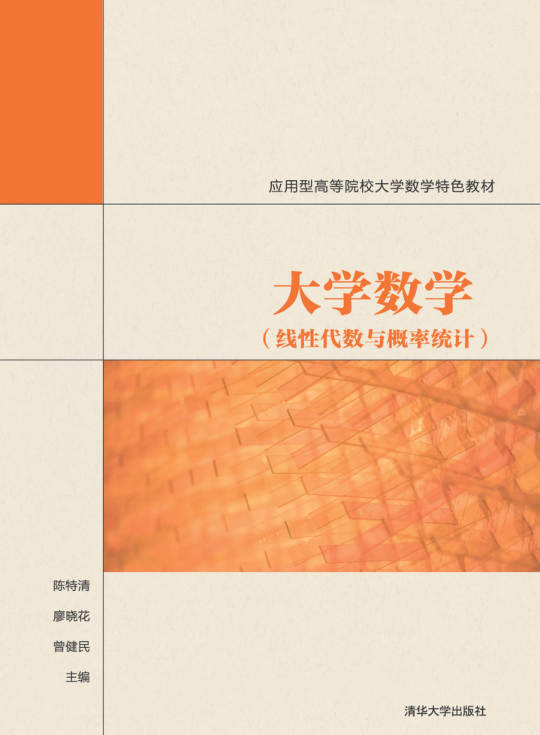 应用型高等院校大学数学特色教材
大学数学
（线性代数与概率统计）
陈特清
廖晓花
曾健民
主编
清华大学出版社